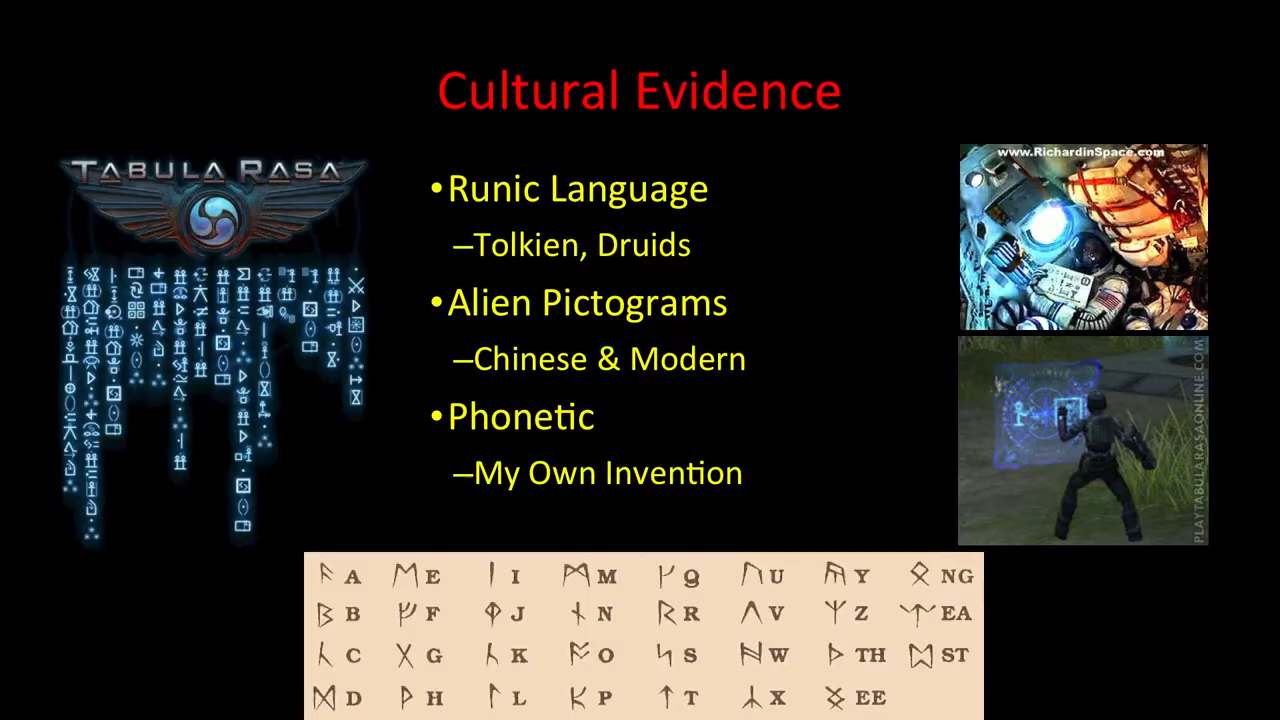 Cultural Evidence
TABULA RASA
•Runic Language
–Tolkien, Druids
•Alien Pictograms
–Chinese & Modern
•Phonetic
–My Own Invention
www.RichardinSpace.com
PLAYTABULARASAONLINE.COM
A E I M Q U Y NG
B F J N R V Z EA
C G K O S W TH ST
D H L P T X EE